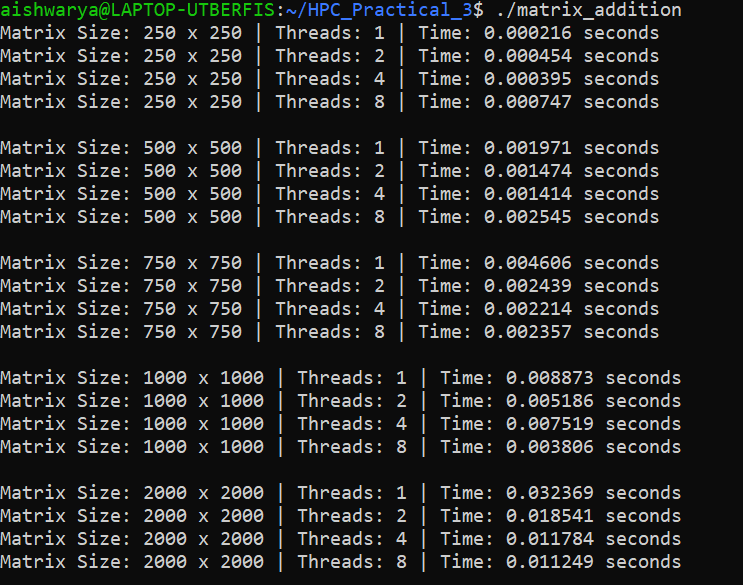 aishwarya@LAPTOP-UTBERFIS:~/HPC_Practical_3$ ./matrix_addition
Matrix Size: 250 x 250 | Threads: 1 | Time: 0.000216 seconds
Matrix Size: 250 x 250 | Threads: 2 | Time: 0.000454 seconds
Matrix Size: 250 x 250 | Threads: 4 | Time: 0.000395 seconds
Matrix Size: 250 x 250 | Threads: 8 | Time: 0.000747 seconds
Matrix Size: 500 x 500 | Threads: 1 | Time: 0.001971 seconds
Matrix Size: 500 x 500 | Threads: 2 | Time: 0.001474 seconds
Matrix Size: 500 x 500 | Threads: 4 | Time: 0.001414 seconds
Matrix Size: 500 x 500 | Threads: 8 | Time: 0.002545 seconds
Matrix Size: 750 x 750 | Threads: 1 | Time: 0.004606 seconds
Matrix Size: 750 x 750 | Threads: 2 | Time: 0.002439 seconds
Matrix Size: 750 x 750 | Threads: 4 | Time: 0.002214 seconds
Matrix Size: 750 x 750 | Threads: 8 | Time: 0.002357 seconds
Matrix Size: 1000 x 1000 | Threads: 1 | Time: 0.008873 seconds
Matrix Size: 1000 x 1000 | Threads: 2 | Time: 0.005186 seconds
Matrix Size: 1000 x 1000 | Threads: 4 | Time: 0.007519 seconds
Matrix Size: 1000 x 1000 | Threads: 8 | Time: 0.003806 seconds
Matrix Size: 2000 x 2000 | Threads: 1 | Time: 0.032369 seconds
Matrix Size: 2000 x 2000 | Threads: 2 | Time: 0.018541 seconds
Matrix Size: 2000 x 2000 | Threads: 4 | Time: 0.011784 seconds
Matrix Size: 2000 x 2000 | Threads: 8 | Time: 0.011249 seconds